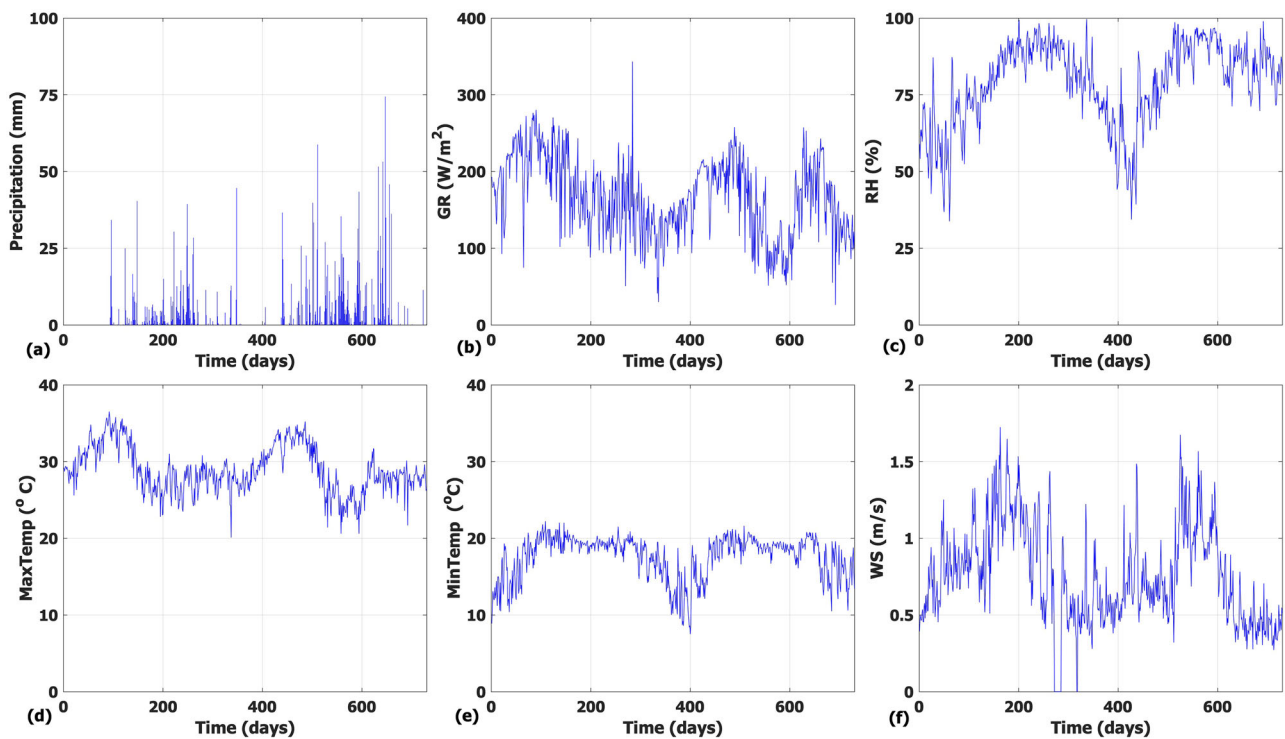 100
75
50
25
0
Precipitation (mm)
0 200 400 600
Time (days)
(a)
400
300
200
100
0
GR (W/m²)
0 200 400 600
Time (days)
(b)
100
75
50
25
0
RH (%)
0 200 400 600
Time (days)
(c)
40
30
20
10
0
MaxTemp (° C)
0 200 400 600
Time (days)
(d)
40
30
20
10
0
MinTemp (°C)
0 200 400 600
Time (days)
(e)
2
1.5
1
0.5
0
WS (m/s)
0 200 400 600
Time (days)
(f)